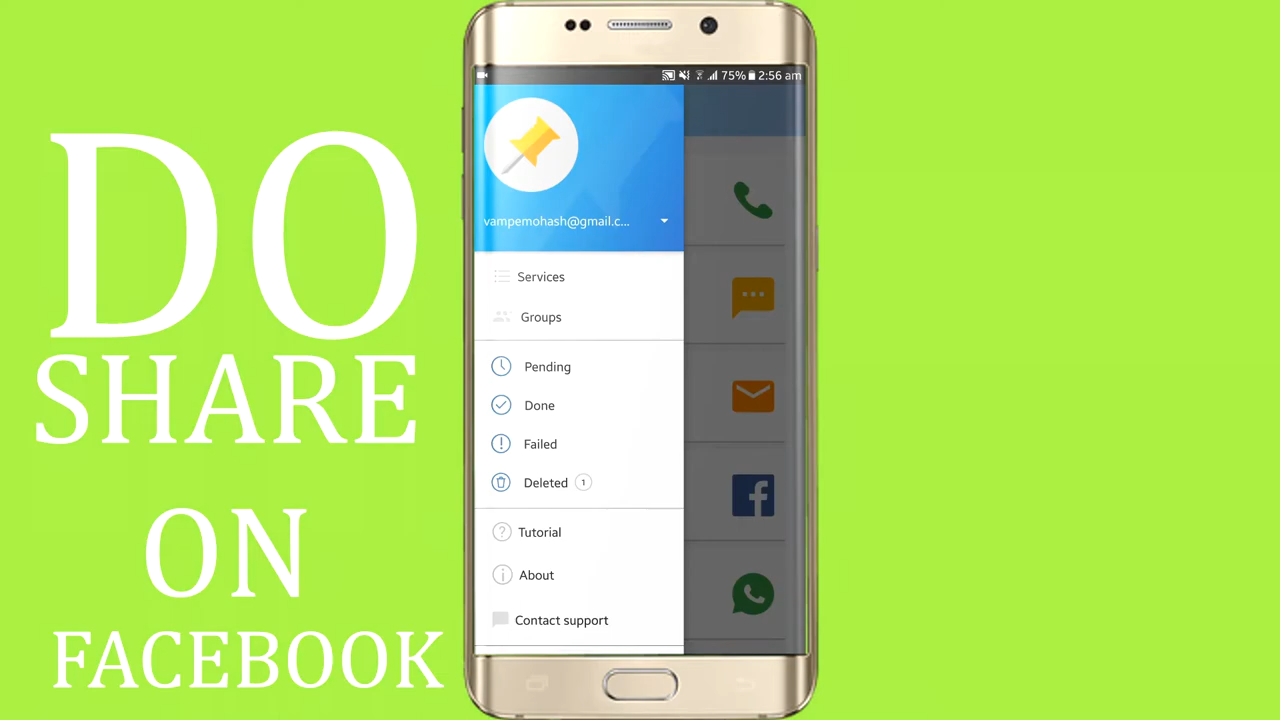 DO
SHARE
ON
FACEBOOK
75% 2:56 am
vampemohash@gmail.c...
Services
Groups
Pending
Done
Failed
Deleted 1
Tutorial
About
Contact support